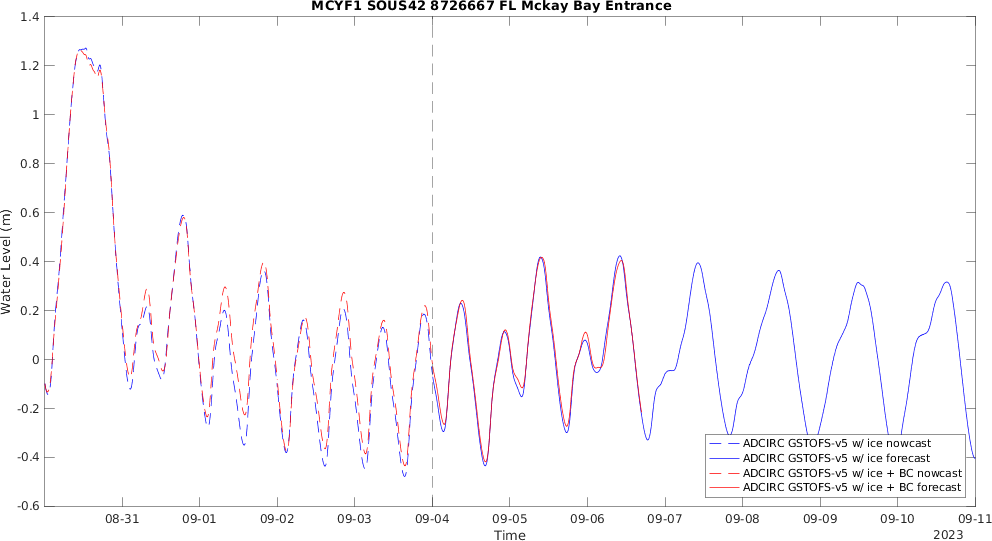 MCYF1 SOUS42 8726667 FL Mckay Bay Entrance
Water Level (m)
1.4
1.2
1
0.8
0.6
0.4
0.2
0
-0.2
-0.4
-0.6
ADCIRC GSTOFS-v5 w/ ice nowcast
ADCIRC GSTOFS-v5 w/ ice forecast
ADCIRC GSTOFS-v5 w/ ice + BC nowcast
ADCIRC GSTOFS-v5 w/ ice + BC forecast
08-31 09-01 09-02 09-03 09-04 09-05 09-06 09-07 09-08 09-09 09-10 09-11
Time
2023